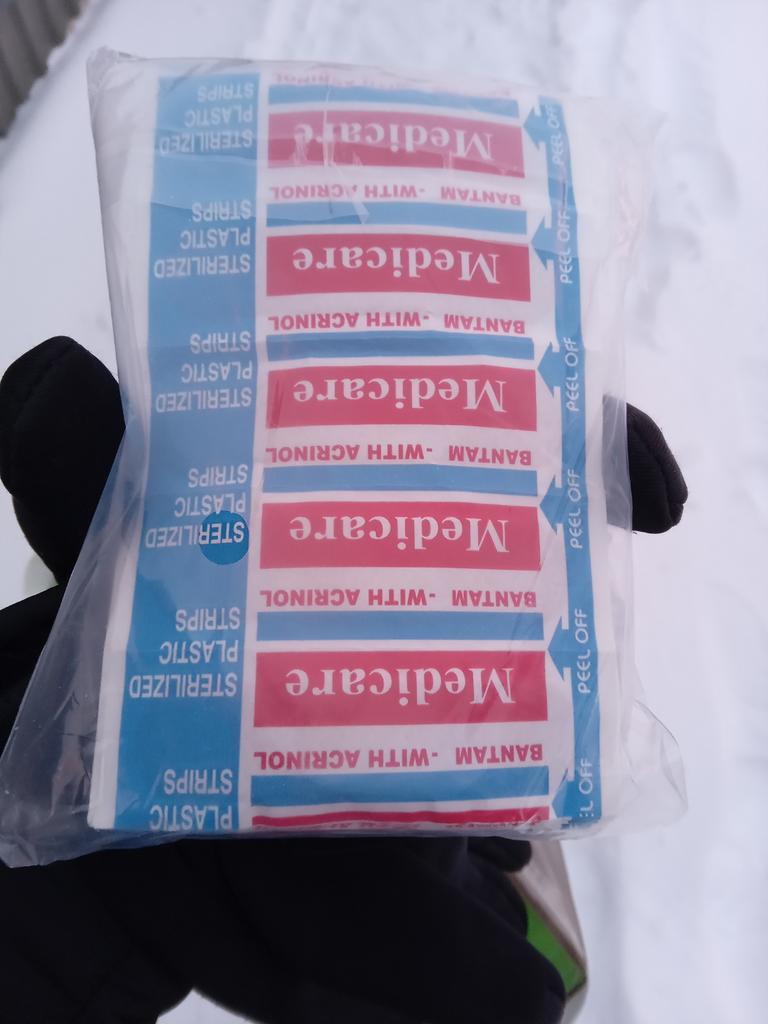 PLASTIC
STRIPS
BANTAM -WITH ACRINOL
Medicare
STERILIZED
PLASTIC
STRIPS
PEEL OFF
BANTAM -WITH ACRINOL
Medicare
STERILIZED
PLASTIC
STRIPS
PEEL OFF
BANTAM -WITH ACRINOL
Medicare
STERILIZED
PLASTIC
STRIPS
PEEL OFF
BANTAM -WITH ACRINOL
Medicare
STERILIZED
PLASTIC
STRIPS
PEEL OFF
BANTAM -WITH ACRINOL
Medicare
STERILIZED
PLASTIC
STRIPS
PEEL OFF